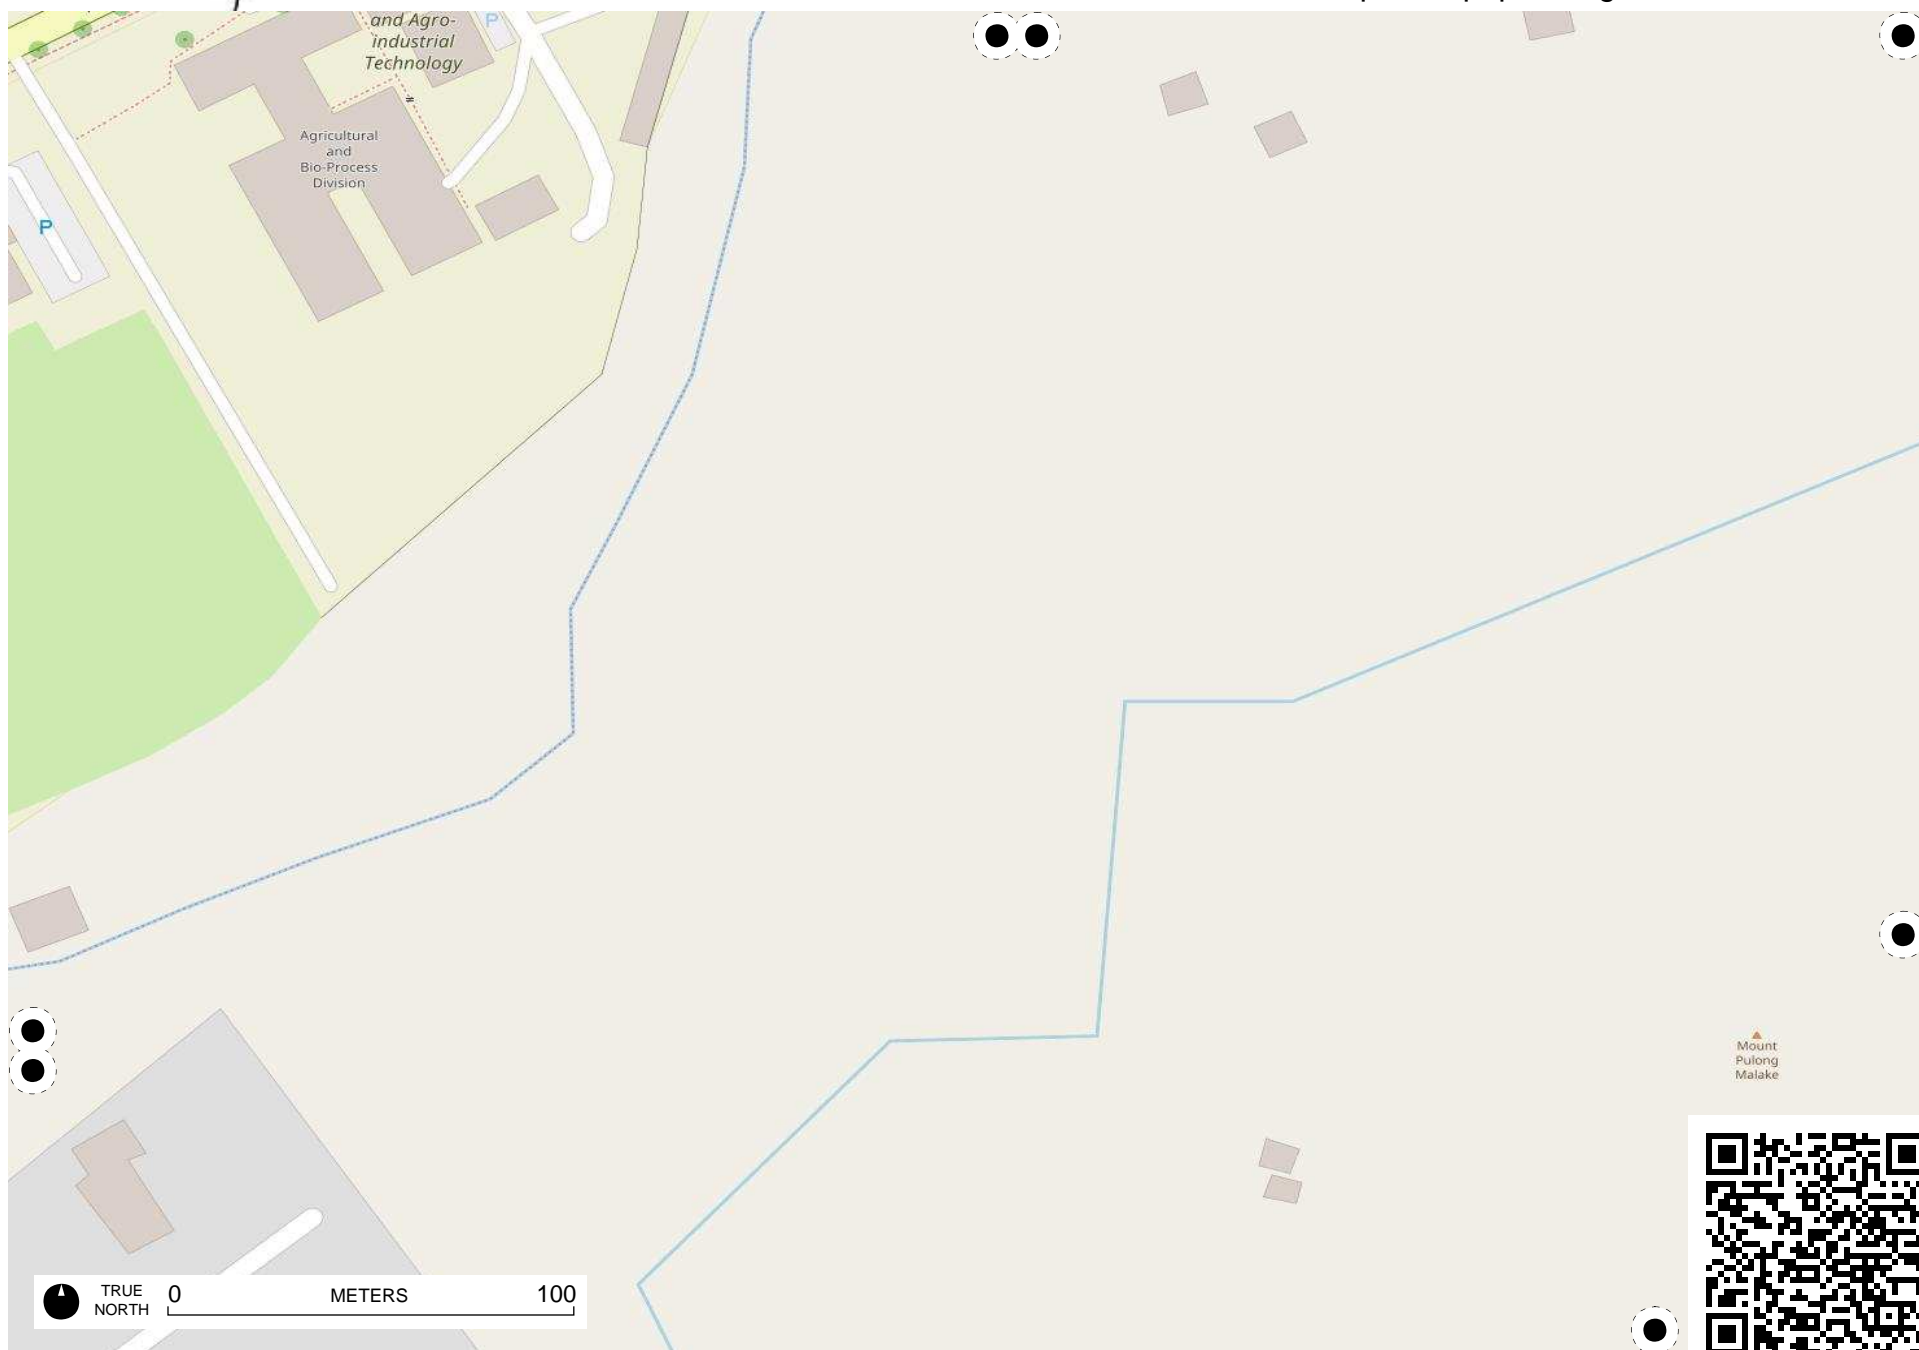 and Agro-
industrial
Technology
P
Agricultural
and
Bio-Process
Division
P
Mount
Pulong
Malake
TRUE
NORTH
0 METERS 100